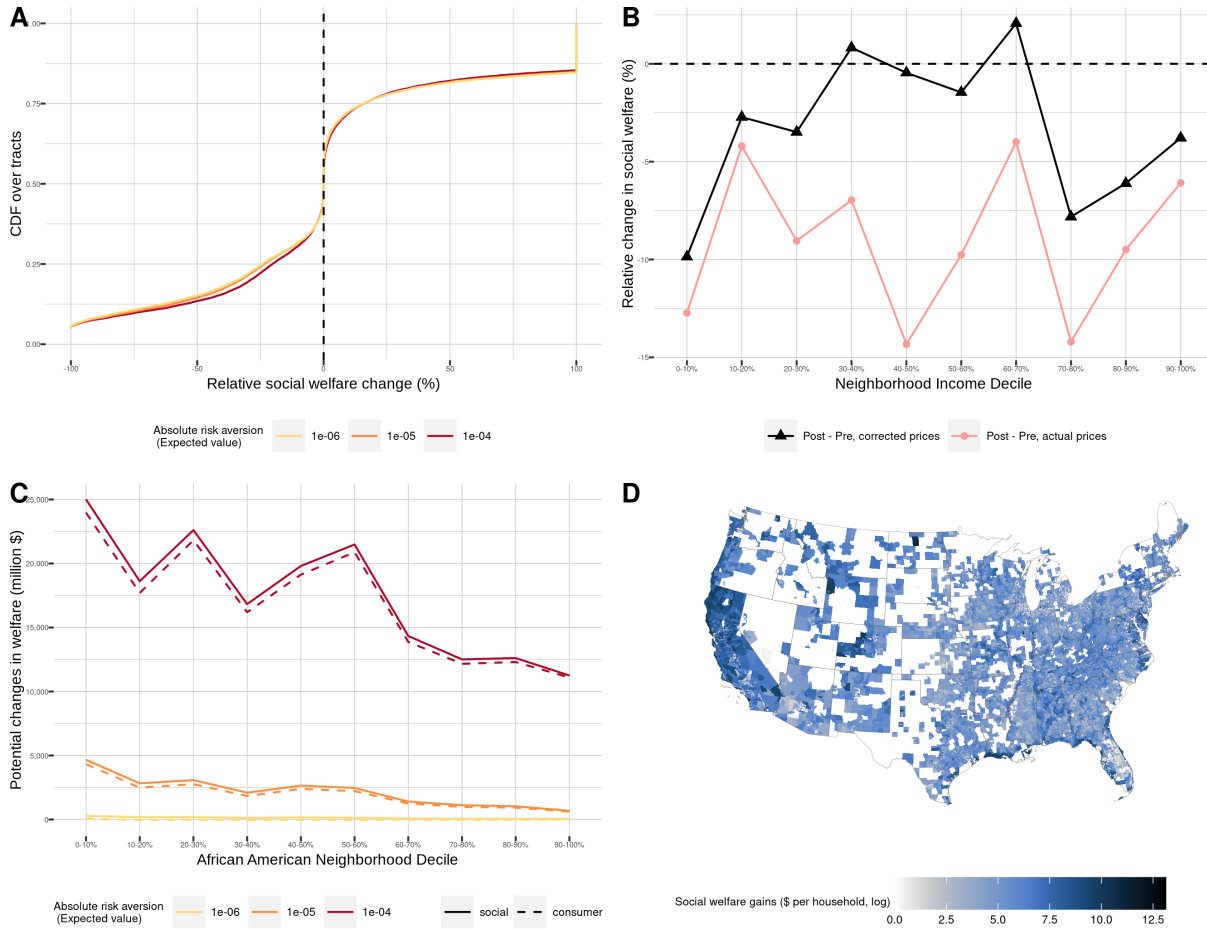 A
1.00
0.75
0.50
0.25
0.00
CDF over tracts
-100
-50
0
50
100
Relative social welfare change (%)
Absolute risk aversion
(Expected value)
1e-06
1e-05
1e-04
B
0
-5
-10
-15
Relative change in social welfare (%)
0-10%
10-20%
20-30%
30-40%
40-50%
50-60%
60-70%
70-80%
80-90%
90-100%
Neighborhood Income Decile
Post - Pre, corrected prices
Post - Pre, actual prices
C
25,000
20,000
15,000
10,000
5,000
0
Potential changes in welfare (million $)
0-10%
10-20%
20-30%
30-40%
40-50%
50-60%
60-70%
70-80%
80-90%
90-100%
African American Neighborhood Decile
Absolute risk aversion
(Expected value)
1e-06
1e-05
1e-04
social
consumer
D
Social welfare gains ($ per household, log)
0.0
2.5
5.0
7.5
10.0
12.5